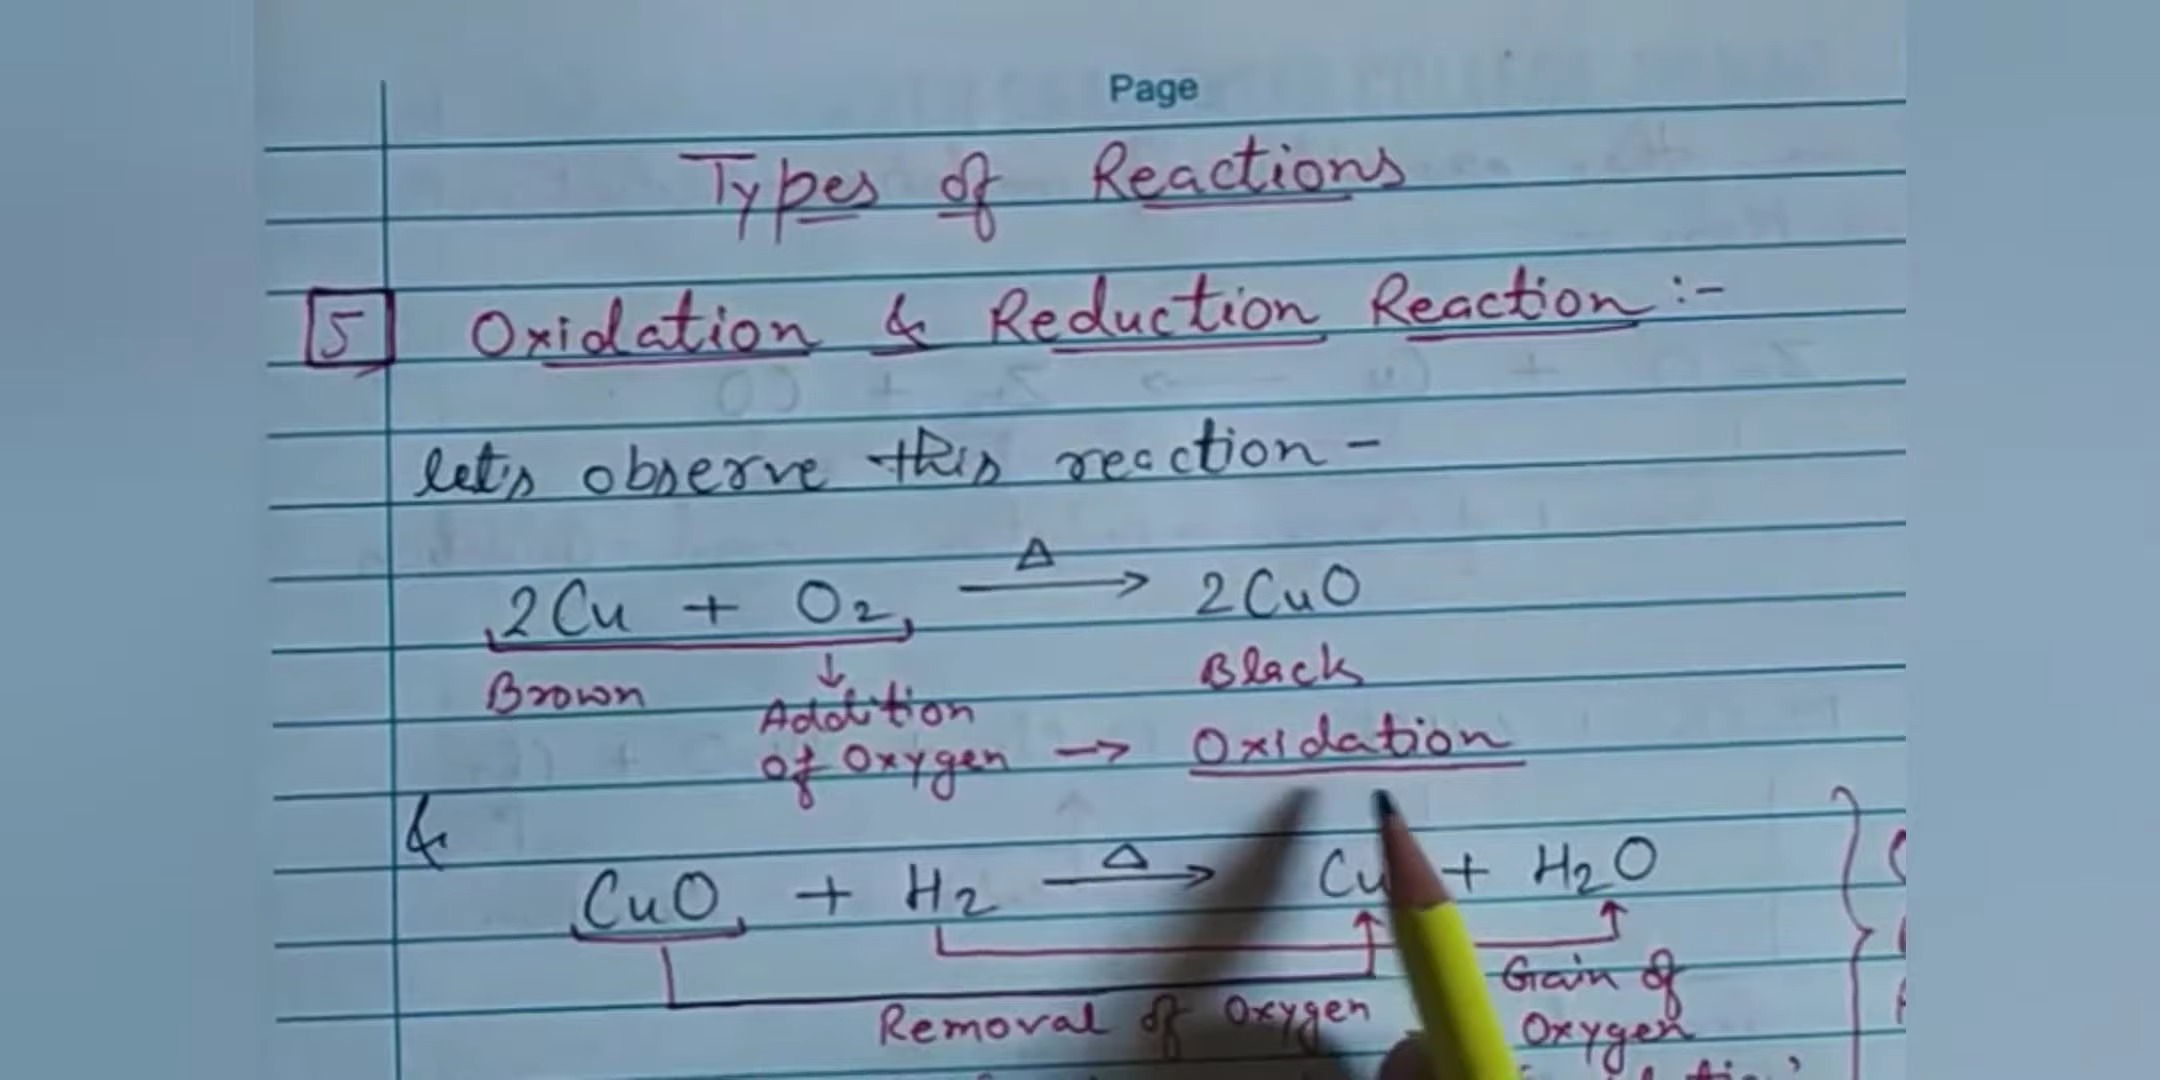 Page
Types of Reactions
5 Oxidation & Reduction Reaction :-
let's observe this reaction -
2Cu + O2 Δ→ 2CuO
Brown ↓ Black
Addition
of Oxygen → Oxidation
&
CuO + H2 Δ→ Cu + H2O
Removal of Oxygen Gain of
Oxygen